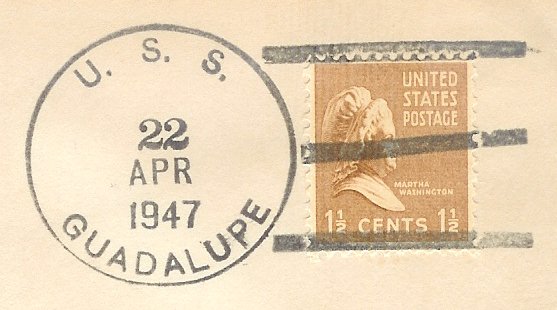 U. S. S.
22
APR
1947
GUADALUPE
UNITED
STATES
POSTAGE
MARTHA
WASHINGTON
1½ CENTS 1½